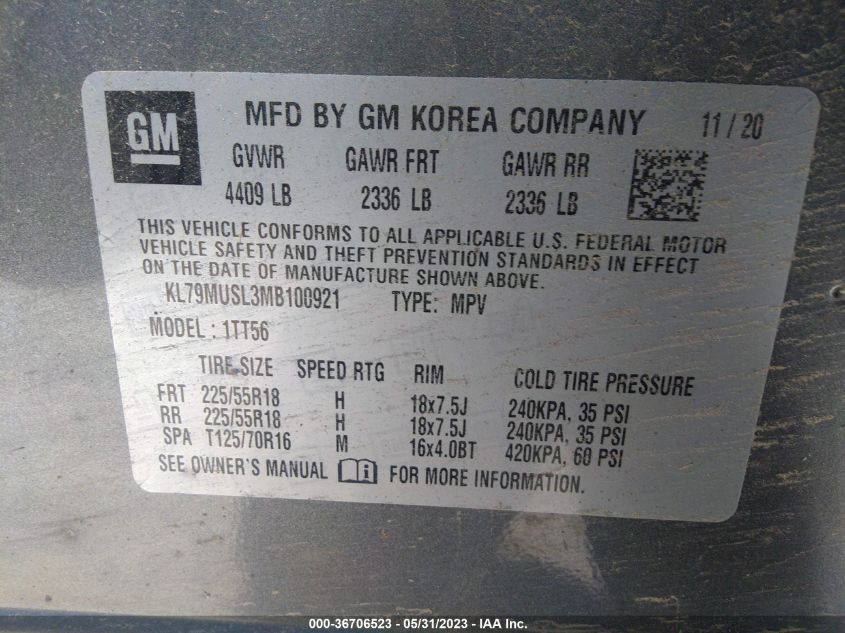 GM
MFD BY GM KOREA COMPANY 11 / 20
GVWR GAWR FRT GAWR RR
4409 LB 2336 LB 2336 LB
THIS VEHICLE CONFORMS TO ALL APPLICABLE U.S. FEDERAL MOTOR
VEHICLE SAFETY AND THEFT PREVENTION STANDARDS IN EFFECT
ON THE DATE OF MANUFACTURE SHOWN ABOVE.
KL79MUSL3MB100921 TYPE: MPV
MODEL : 1TT56
TIRE SIZE SPEED RTG RIM COLD TIRE PRESSURE
FRT 225/55R18 H 18x7.5J 240KPA, 35 PSI
RR 225/55R18 H 18x7.5J 240KPA, 35 PSI
SPA T125/70R16 M 16x4.0BT 420KPA, 60 PSI
SEE OWNER'S MANUAL i FOR MORE INFORMATION.
000-36706523 - 05/31/2023 - IAA Inc.